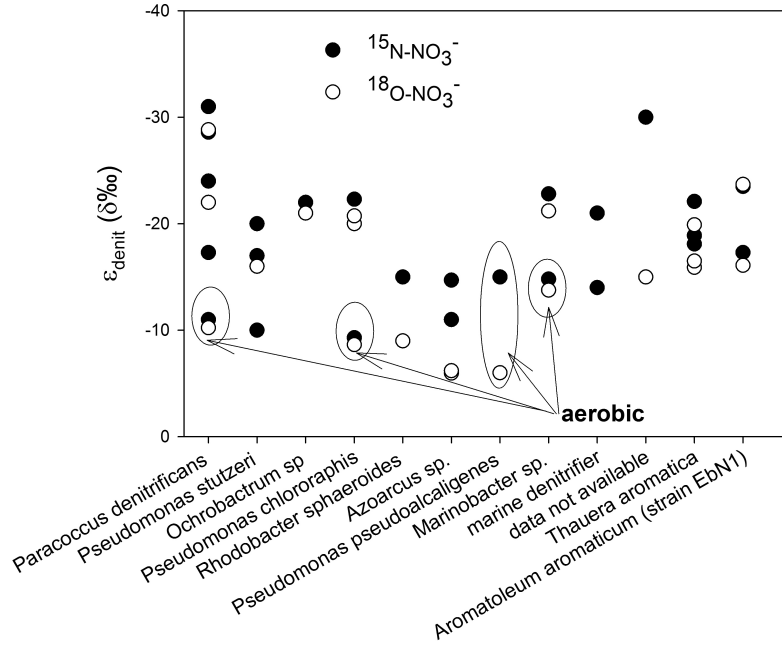 -40
-30
-20
-10
0
ε_denit (δ‰)
¹⁵N-NO₃⁻
¹⁸O-NO₃⁻
aerobic
Paracoccus denitrificans
Pseudomonas stutzeri
Ochrobactrum sp
Pseudomonas chlororaphis
Rhodobacter sphaeroides
Azoarcus sp.
Pseudomonas pseudoalcaligenes
Marinobacter sp.
marine denitrifier
data not available
Thauera aromatica
Aromatoleum aromaticum (strain EbN1)